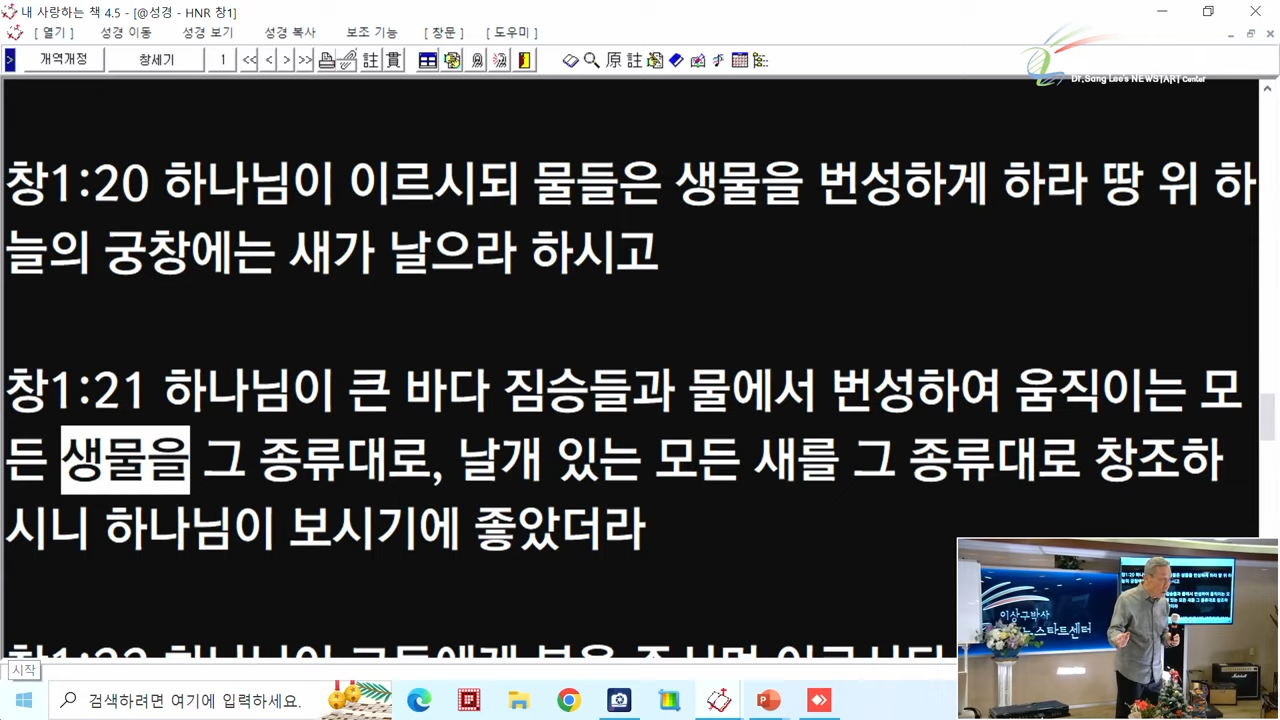 내 사랑하는 책 4.5 - [@성경 - HNR 창1]
[ 열기 ] 성경 이동 성경 보기 성경 복사 보조 기능 [ 창문 ] [ 도우미 ]
개역개정 창세기 1 << < > >> 註 貫 原 註
Dr.Sang Lee's NEWSTART Center
창1:20 하나님이 이르시되 물들은 생물을 번성하게 하라 땅 위 하
늘의 궁창에는 새가 날으라 하시고
창1:21 하나님이 큰 바다 짐승들과 물에서 번성하여 움직이는 모
든 생물을 그 종류대로, 날개 있는 모든 새를 그 종류대로 창조하
시니 하나님이 보시기에 좋았더라
이상구박사
뉴스타트센터
시작
검색하려면 여기에 입력하세요.